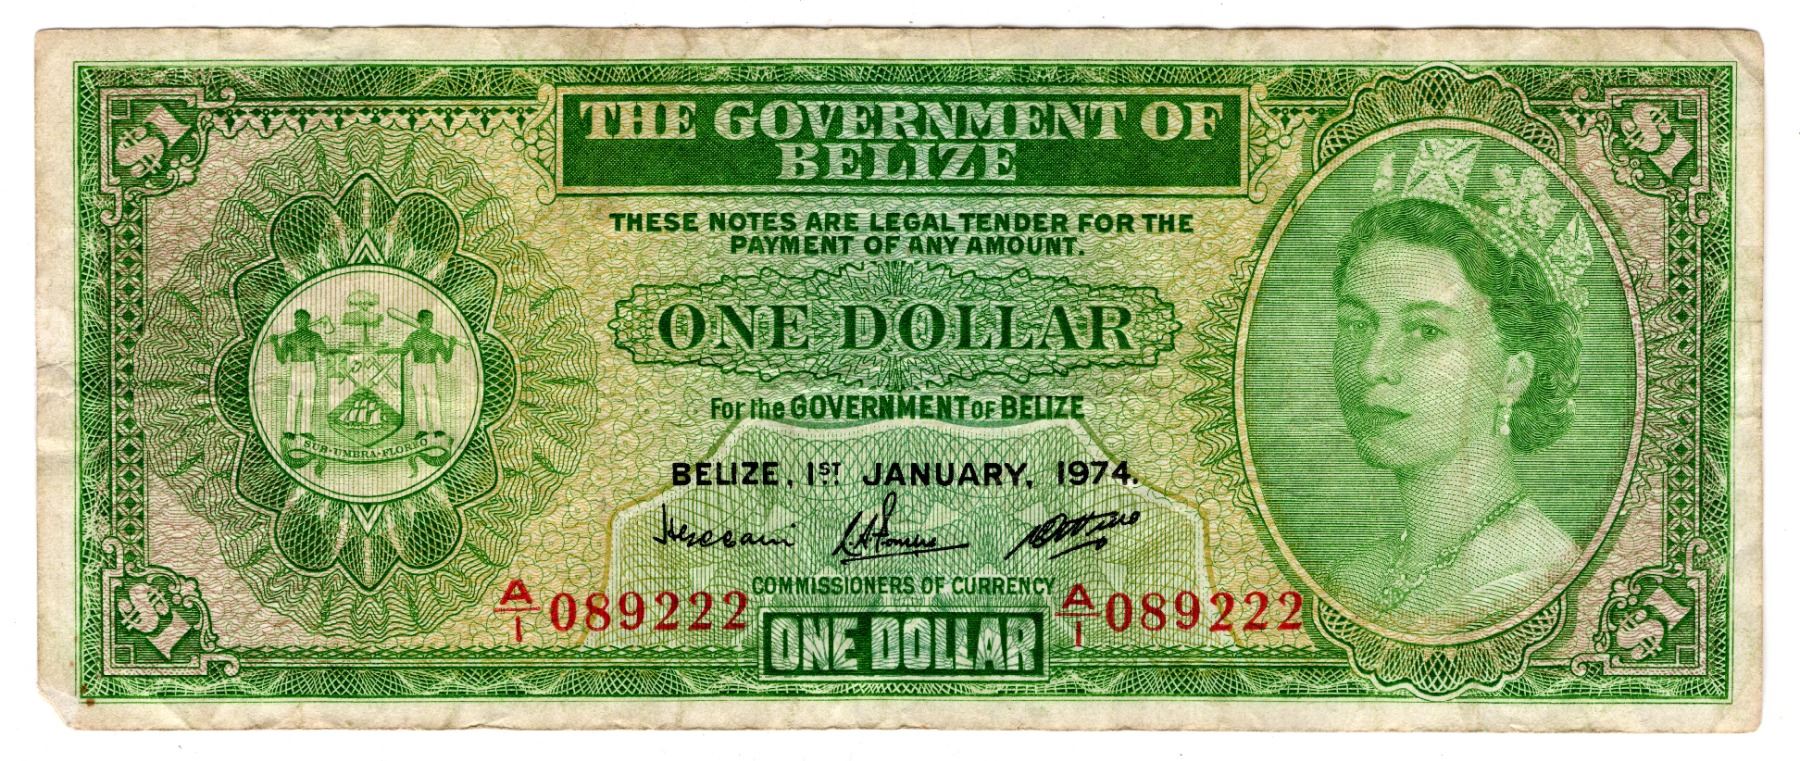 $1
$1
THE GOVERNMENT OF
BELIZE
THESE NOTES ARE LEGAL TENDER FOR THE
PAYMENT OF ANY AMOUNT.
ONE DOLLAR
For the GOVERNMENT OF BELIZE
BELIZE, 1ST JANUARY, 1974.
SUB·UMBRA·FLOREO
COMMISSIONERS OF CURRENCY
A/1 089222
A/1 089222
ONE DOLLAR
$1
$1